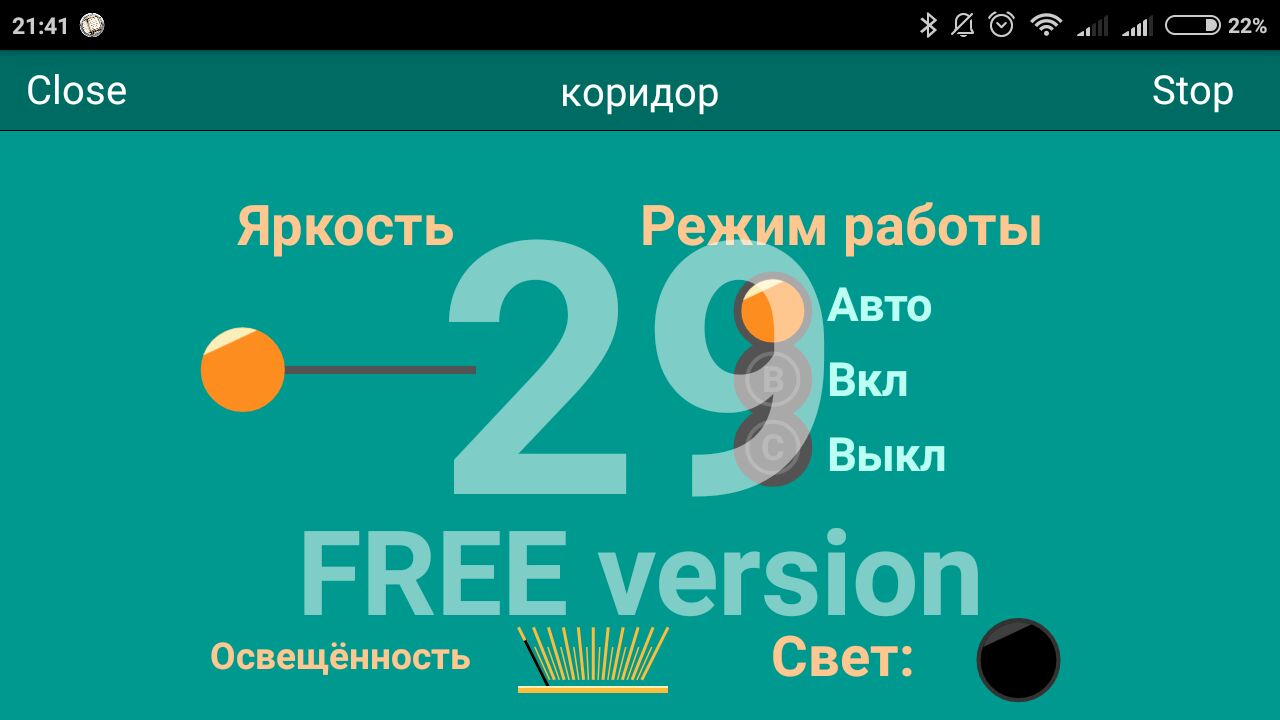 21:41 22%
Close коридор Stop
Яркость Режим работы
29
Авто
B Вкл
C Выкл
FREE version
Освещённость Свет: